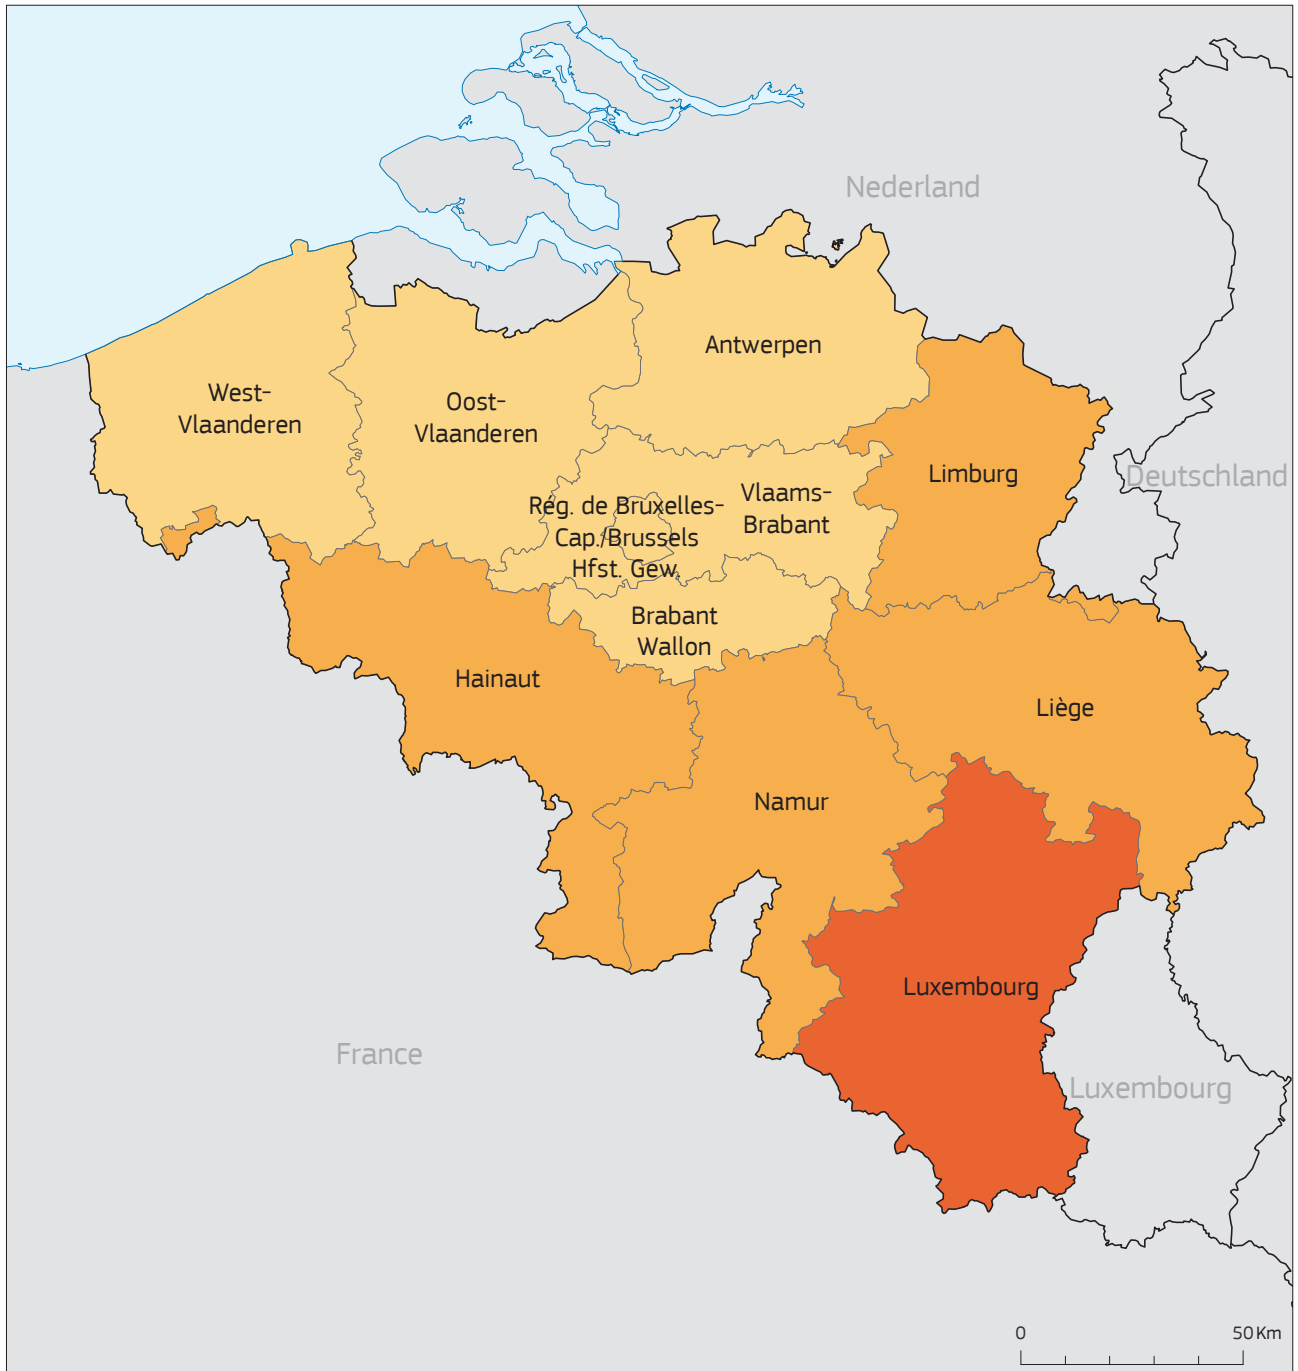 Nederland
Antwerpen
West-
Vlaanderen
Oost-
Vlaanderen
Limburg
Deutschland
Vlaams-
Brabant
Rég. de Bruxelles-
Cap./Brussels
Hfst. Gew.
Brabant
Wallon
Hainaut
Liège
Namur
Luxembourg
France
Luxembourg
0 50 Km